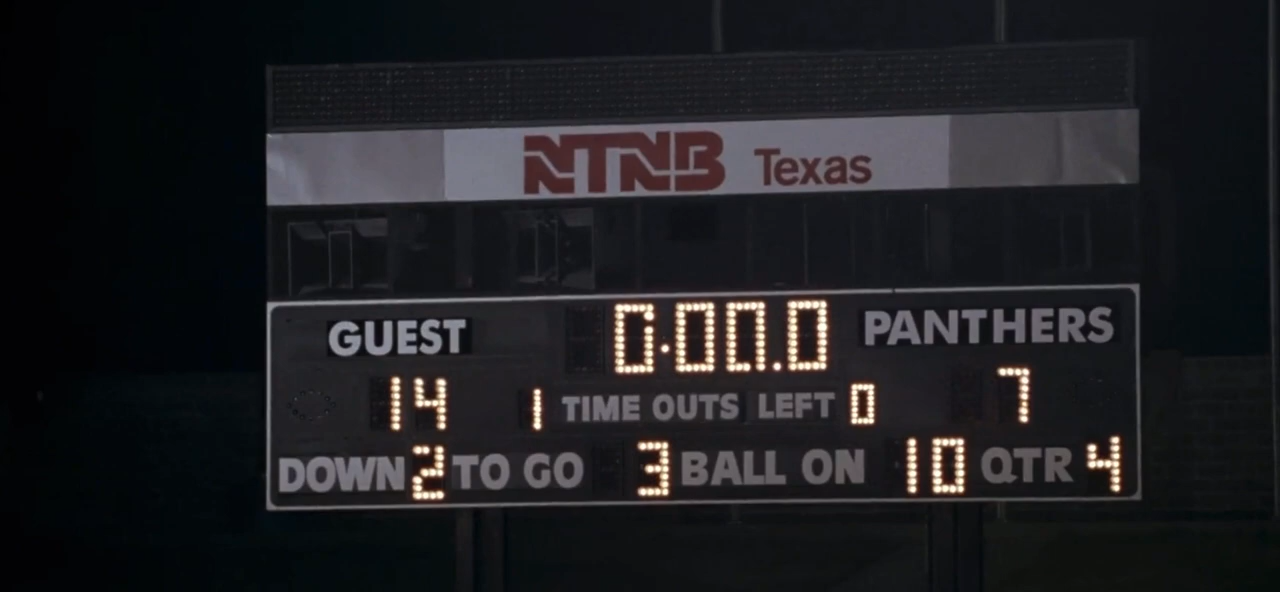 NTNB Texas
GUEST 0:00.0 PANTHERS
14 1 TIME OUTS LEFT 0 7
DOWN 2 TO GO 3 BALL ON 10 QTR 4